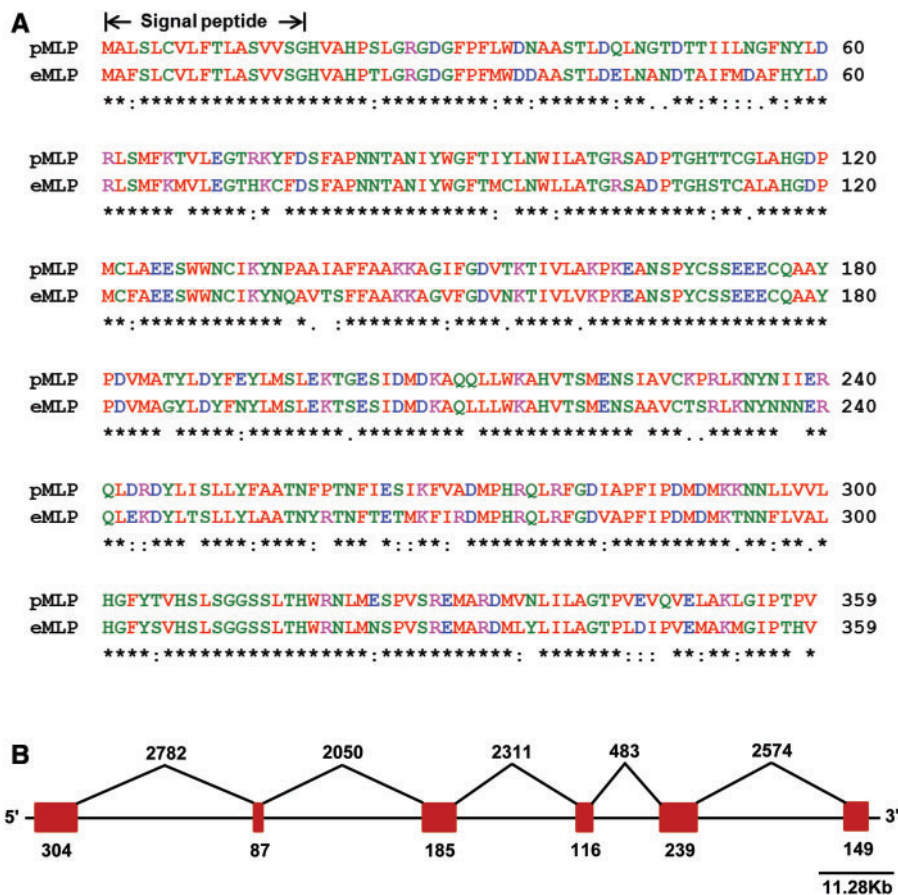 A
Signal peptide
pMLP MALSLCVLFTLASVVSGHVAHPSLGRGDGFPFLWDNAASTLDQLNGTDTTIILNGFNYLD 60
eMLP MAFSLCVLFTLASVVSGHVAHPTLGRGDGFPFMWDDAASTLDELNANDTAIFMDAFHYLD 60
**:*******************:*********:**:******:**..**:*::::.*:***
pMLP RLSMFKTVLEGTRKYFDSFAPNNTANIYWGFTIYLNWILATGRSADPTGHTTCGLAHGDP 120
eMLP RLSMFKMVLEGTHKCFDSFAPNNTANIYWGFTMCLNWLLATGRSADPTGHSTCALAHGDP 120
****** *****:* *****************: ***:************:**.******
pMLP MCLAEESWWNCIKYNPAAIAFFAAKKAGIFGDVTKTIVLAKPKEANSPYCSSEEECQAAY 180
eMLP MCFAEESWWNCIKYNQAVTSFFAAKKAGVFGDVNKTIVLVKPKEANSPYCSSEEECQAAY 180
**:************ *. :********:****.*****.********************
pMLP PDVMATYLDYFEYLMSLEKTGESIDMDKAQQLLWKAHVTSMENSIAVCKPRLKNYNIIER 240
eMLP PDVMAGYLDYFNYLMSLEKTSESIDMDKAQLLLWKAHVTSMENSAAVCTSRLKNYNNNER 240
***** *****:********.********* ************* ***..****** **
pMLP QLDRDYLISLLYFAATNFPTNFIESIKFVADMPHRQLRFGDIAPFIPDMDMKKNNLLVVL 300
eMLP QLEKDYLTSLLYLAATNYRTNFTETMKFIRDMPHRQLRFGDVAPFIPDMDMKTNNFLVAL 300
**::*** ****:****: *** *::**: ***********:**********.**:**.*
pMLP HGFYTVHSLSGGSSLTHWRNLMESPVSREMARDMVNLILAGTPVEVQVELAKLGIPTPV 359
eMLP HGFYSVHSLSGGSSLTHWRNLMNSPVSREMARDMLYLILAGTPLDIPVEMAKMGIPTHV 359
****:*****************:***********: *******::: **:**:**** *
B
2782 2050 2311 483 2574
5' 3'
304 87 185 116 239 149
11.28Kb